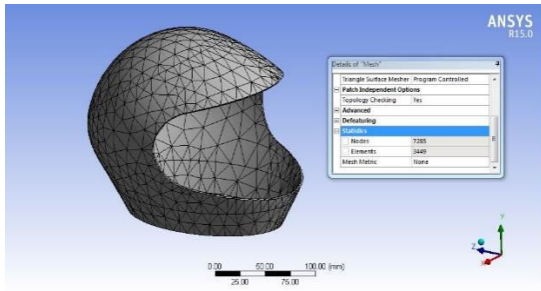 ANSYS
R15.0
Details of "Mesh"
Triangle Surface Mesher Program Controlled
Patch Independent Options
Topology Checking Yes
Advanced
Defeaturing
Statistics
Nodes 7285
Elements 3449
Mesh Metric None
0.00 50.00 100.00 (mm)
25.00 75.00
Y
Z
X